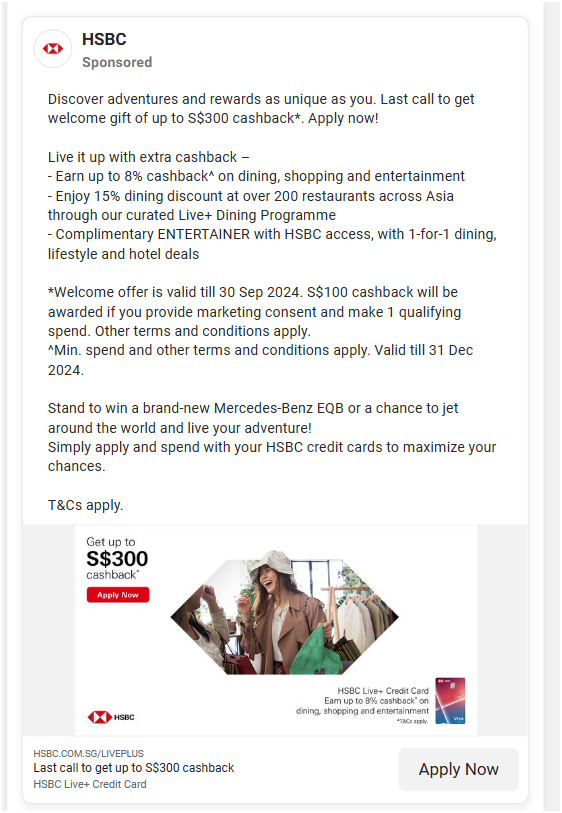 HSBC
Sponsored
Discover adventures and rewards as unique as you. Last call to get
welcome gift of up to S$300 cashback*. Apply now!
Live it up with extra cashback –
- Earn up to 8% cashback^ on dining, shopping and entertainment
- Enjoy 15% dining discount at over 200 restaurants across Asia
through our curated Live+ Dining Programme
- Complimentary ENTERTAINER with HSBC access, with 1-for-1 dining,
lifestyle and hotel deals
*Welcome offer is valid till 30 Sep 2024. S$100 cashback will be
awarded if you provide marketing consent and make 1 qualifying
spend. Other terms and conditions apply.
^Min. spend and other terms and conditions apply. Valid till 31 Dec
2024.
Stand to win a brand-new Mercedes-Benz EQB or a chance to jet
around the world and live your adventure!
Simply apply and spend with your HSBC credit cards to maximize your
chances.
T&Cs apply.
Get up to
S$300
cashback*
Apply Now
HSBC Live+ Credit Card
Earn up to 8% cashback* on
dining, shopping and entertainment
*T&Cs apply.
VISA
HSBC
HSBC.COM.SG/LIVEPLUS
Last call to get up to S$300 cashback
HSBC Live+ Credit Card
Apply Now